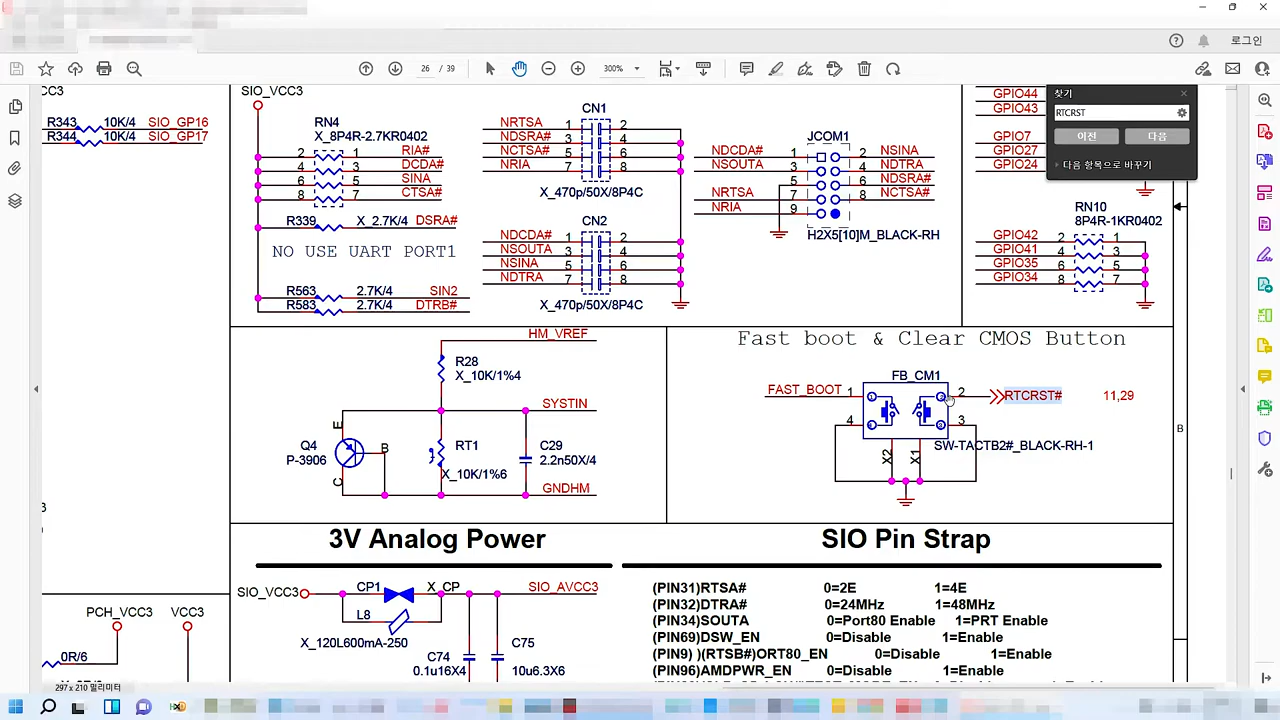 로그인
26 / 39
300%
찾기
RTCRST
이전
다음
다음 항목으로 바꾸기
CC3
R343 10K/4 SIO_GP16
R344 10K/4 SIO_GP17
SIO_VCC3
RN4
X_8P4R-2.7KR0402
2 1 RIA#
4 3 DCDA#
6 5 SINA
8 7 CTSA#
R339 X_2.7K/4 DSRA#
NO USE UART PORT1
R563 2.7K/4 SIN2
R583 2.7K/4 DTRB#
CN1
NRTSA 1 2
NDSRA# 3 4
NCTSA# 5 6
NRIA 7 8
X_470p/50X/8P4C
CN2
NDCDA# 1 2
NSOUTA 3 4
NSINA 5 6
NDTRA 7 8
X_470p/50X/8P4C
JCOM1
NDCDA# 1 2 NSINA
NSOUTA 3 4 NDTRA
5 6 NDSRA#
NRTSA 7 8 NCTSA#
NRIA 9
H2X5[10]M_BLACK-RH
GPIO44
GPIO43
GPIO7
GPIO27
GPIO24
RN10
8P4R-1KR0402
GPIO42 2 1
GPIO41 4 3
GPIO35 6 5
GPIO34 8 7
HM_VREF
R28
X_10K/1%4
SYSTIN
E
Q4
P-3906
B
C
RT1
X_10K/1%6
C29
2.2n50X/4
GNDHM
Fast boot & Clear CMOS Button
FB_CM1
FAST_BOOT 1 2 RTCRST# 11,29
4 3
SW-TACTB2#_BLACK-RH-1
X2 X1
B
3V Analog Power
SIO_VCC3 CP1 X_CP SIO_AVCC3
L8
X_120L600mA-250
C74
0.1u16X4
C75
10u6.3X6
PCH_VCC3 VCC3
0R/6
SIO Pin Strap
(PIN31)RTSA# 0=2E 1=4E
(PIN32)DTRA# 0=24MHz 1=48MHz
(PIN34)SOUTA 0=Port80 Enable 1=PRT Enable
(PIN69)DSW_EN 0=Disable 1=Enable
(PIN9) )(RTSB#)ORT80_EN 0=Disable 1=Enable
(PIN96)AMDPWR_EN 0=Disable 1=Enable
297 x 210 밀리미터